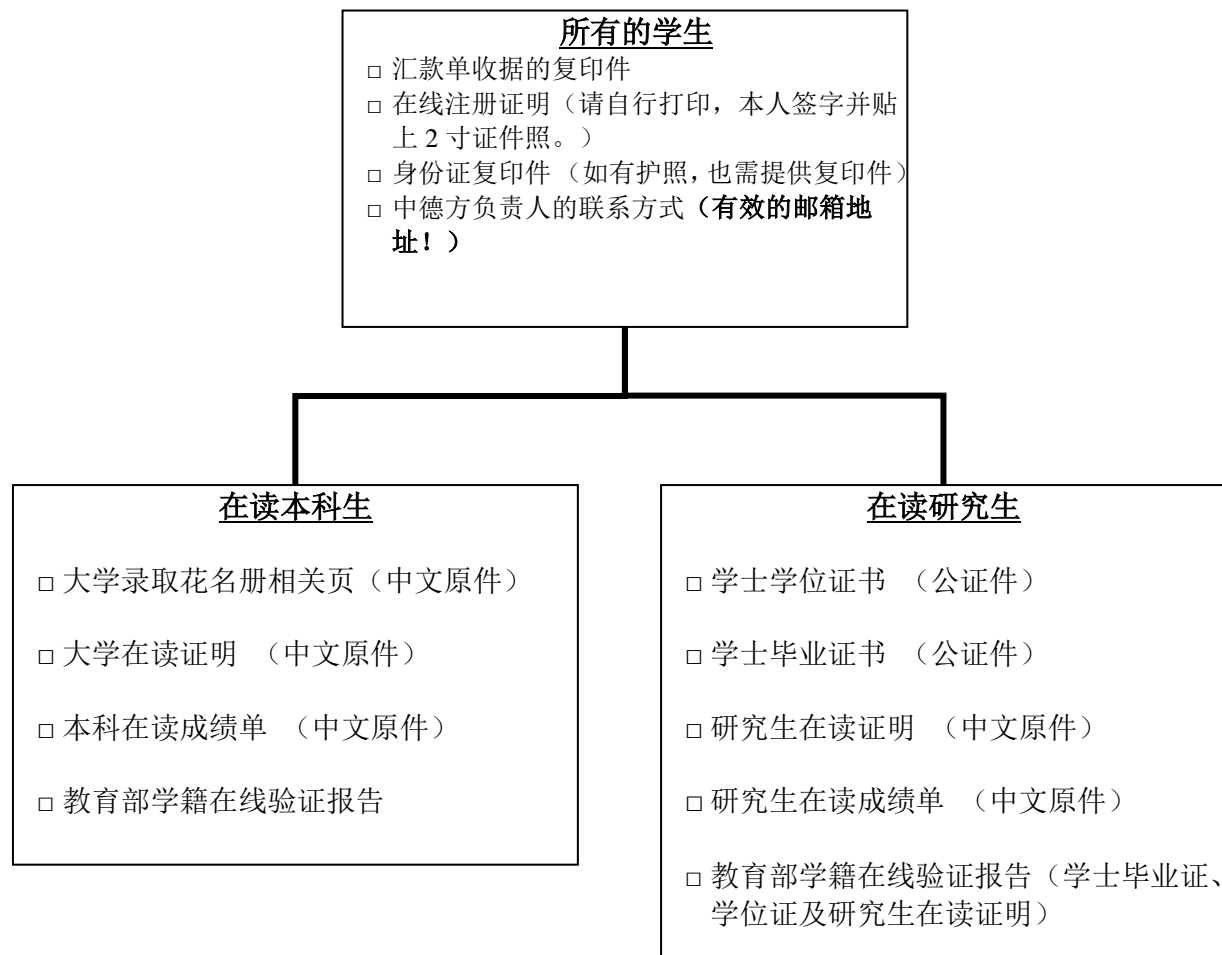 所有的学生
□ 汇款单收据的复印件
□ 在线注册证明（请自行打印，本人签字并贴
上 2 寸证件照。）
□ 身份证复印件 （如有护照，也需提供复印件）
□ 中德方负责人的联系方式（有效的邮箱地
址！）
在读本科生
□ 大学录取花名册相关页（中文原件）
□ 大学在读证明 （中文原件）
□ 本科在读成绩单 （中文原件）
□ 教育部学籍在线验证报告
在读研究生
□ 学士学位证书 （公证件）
□ 学士毕业证书 （公证件）
□ 研究生在读证明 （中文原件）
□ 研究生在读成绩单 （中文原件）
□ 教育部学籍在线验证报告（学士毕业证、
学位证及研究生在读证明）